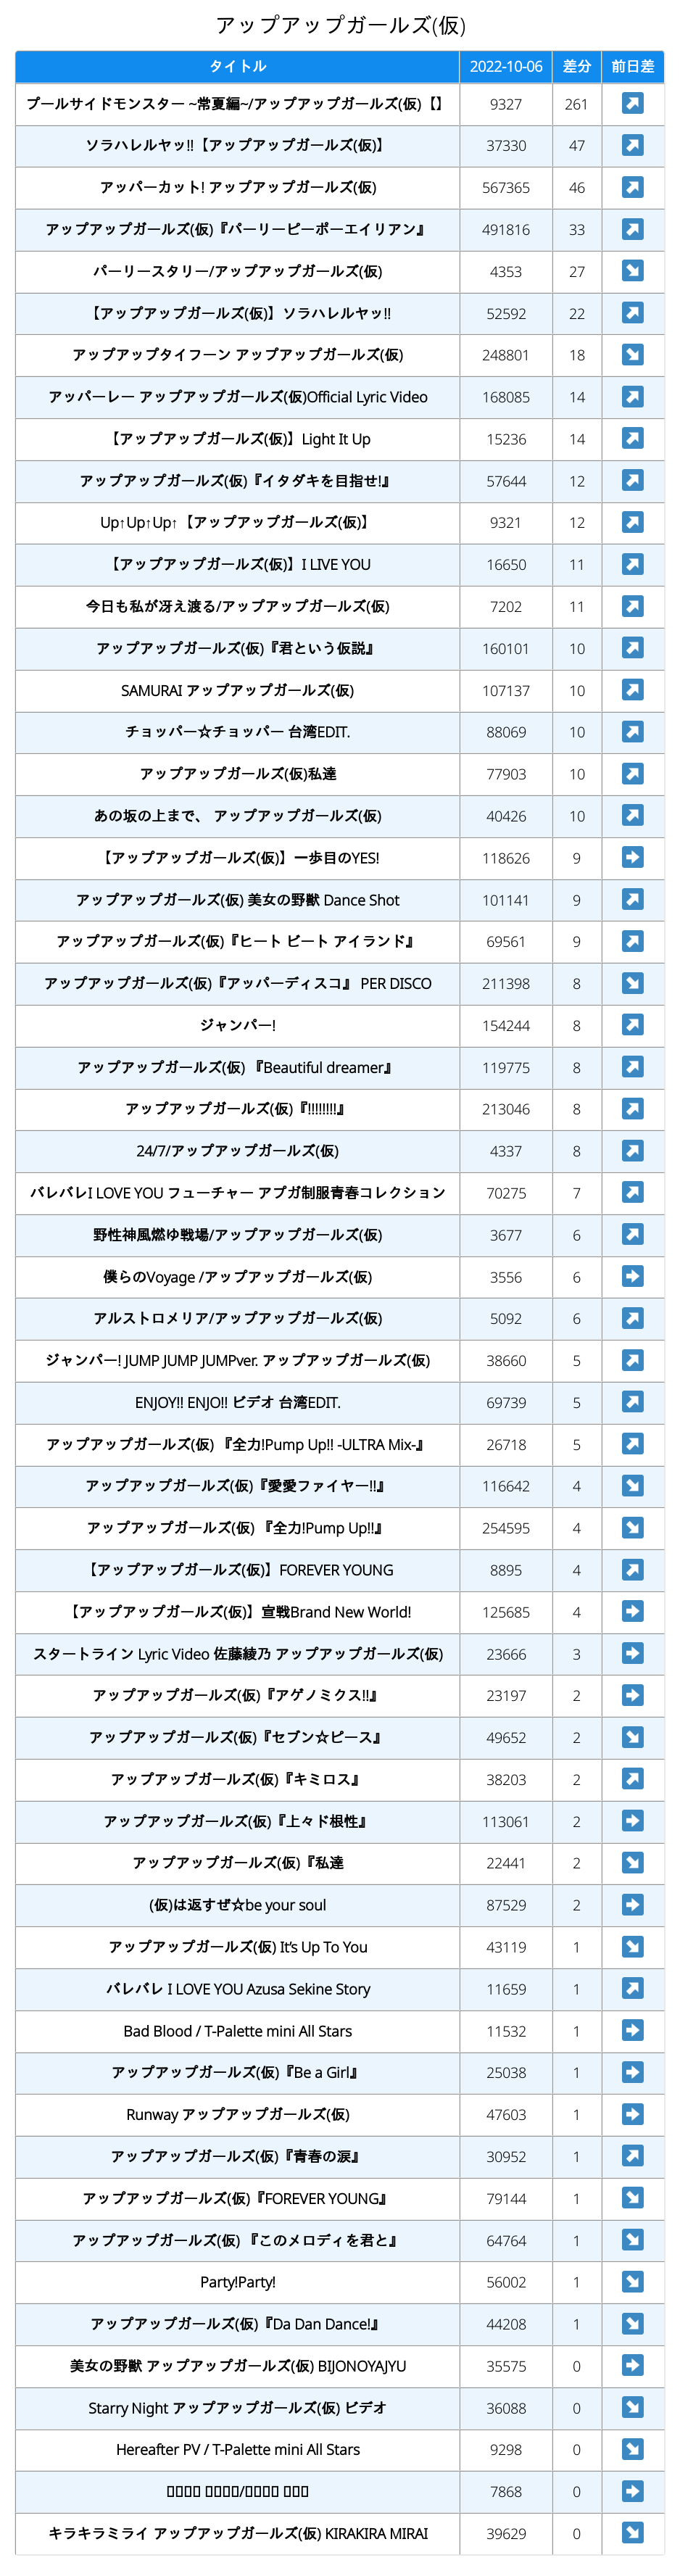 アップアップガールズ(仮)
タイトル 2022-10-06 差分 前日差
プールサイドモンスター ~常夏編~/アップアップガールズ(仮)【】 9327 261
ソラハレルヤッ!!【アップアップガールズ(仮)】 37330 47
アッパーカット! アップアップガールズ(仮) 567365 46
アップアップガールズ(仮)『パーリーピーポーエイリアン』 491816 33
パーリースタリー/アップアップガールズ(仮) 4353 27
【アップアップガールズ(仮)】ソラハレルヤッ!! 52592 22
アップアップタイフーン アップアップガールズ(仮) 248801 18
アッパーレー アップアップガールズ(仮)Official Lyric Video 168085 14
【アップアップガールズ(仮)】Light It Up 15236 14
アップアップガールズ(仮)『イタダキを目指せ!』 57644 12
Up↑Up↑Up↑【アップアップガールズ(仮)】 9321 12
【アップアップガールズ(仮)】I LIVE YOU 16650 11
今日も私が冴え渡る/アップアップガールズ(仮) 7202 11
アップアップガールズ(仮)『君という仮説』 160101 10
SAMURAI アップアップガールズ(仮) 107137 10
チョッパー☆チョッパー 台湾EDIT. 88069 10
アップアップガールズ(仮)私達 77903 10
あの坂の上まで、 アップアップガールズ(仮) 40426 10
【アップアップガールズ(仮)】一歩目のYES! 118626 9
アップアップガールズ(仮) 美女の野獣 Dance Shot 101141 9
アップアップガールズ(仮)『ヒート ビート アイランド』 69561 9
アップアップガールズ(仮)『アッパーディスコ』 PER DISCO 211398 8
ジャンパー! 154244 8
アップアップガールズ(仮) 『Beautiful dreamer』 119775 8
アップアップガールズ(仮)『!!!!!!!!』 213046 8
24/7/アップアップガールズ(仮) 4337 8
バレバレI LOVE YOU フューチャー アプガ制服青春コレクション 70275 7
野性神風燃ゆ戦場/アップアップガールズ(仮) 3677 6
僕らのVoyage /アップアップガールズ(仮) 3556 6
アルストロメリア/アップアップガールズ(仮) 5092 6
ジャンパー! JUMP JUMP JUMPver. アップアップガールズ(仮) 38660 5
ENJOY!! ENJO!! ビデオ 台湾EDIT. 69739 5
アップアップガールズ(仮) 『全力!Pump Up!! -ULTRA Mix-』 26718 5
アップアップガールズ(仮)『愛愛ファイヤー!!』 116642 4
アップアップガールズ(仮) 『全力!Pump Up!!』 254595 4
【アップアップガールズ(仮)】FOREVER YOUNG 8895 4
【アップアップガールズ(仮)】宣戦Brand New World! 125685 4
スタートライン Lyric Video 佐藤綾乃 アップアップガールズ(仮) 23666 3
アップアップガールズ(仮)『アゲノミクス!!』 23197 2
アップアップガールズ(仮)『セブン☆ピース』 49652 2
アップアップガールズ(仮)『キミロス』 38203 2
アップアップガールズ(仮)『上々ド根性』 113061 2
アップアップガールズ(仮)『私達 22441 2
(仮)は返すぜ☆be your soul 87529 2
アップアップガールズ(仮) It's Up To You 43119 1
バレバレ I LOVE YOU Azusa Sekine Story 11659 1
Bad Blood / T-Palette mini All Stars 11532 1
アップアップガールズ(仮)『Be a Girl』 25038 1
Runway アップアップガールズ(仮) 47603 1
アップアップガールズ(仮)『青春の涙』 30952 1
アップアップガールズ(仮)『FOREVER YOUNG』 79144 1
アップアップガールズ(仮) 『このメロディを君と』 64764 1
Party!Party! 56002 1
アップアップガールズ(仮)『Da Dan Dance!』 44208 1
美女の野獣 アップアップガールズ(仮) BIJONOYAJYU 35575 0
Starry Night アップアップガールズ(仮) ビデオ 36088 0
Hereafter PV / T-Palette mini All Stars 9298 0
7868 0
キラキラミライ アップアップガールズ(仮) KIRAKIRA MIRAI 39629 0